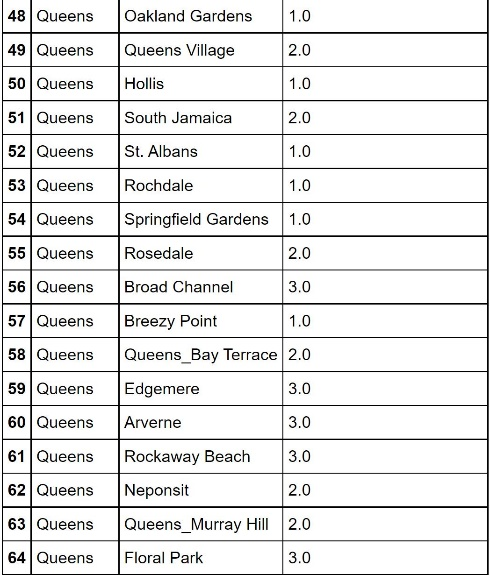 48 Queens Oakland Gardens 1.0
49 Queens Queens Village 2.0
50 Queens Hollis 1.0
51 Queens South Jamaica 2.0
52 Queens St. Albans 1.0
53 Queens Rochdale 1.0
54 Queens Springfield Gardens 1.0
55 Queens Rosedale 2.0
56 Queens Broad Channel 3.0
57 Queens Breezy Point 1.0
58 Queens Queens_Bay Terrace 2.0
59 Queens Edgemere 3.0
60 Queens Arverne 3.0
61 Queens Rockaway Beach 3.0
62 Queens Neponsit 2.0
63 Queens Queens_Murray Hill 2.0
64 Queens Floral Park 3.0